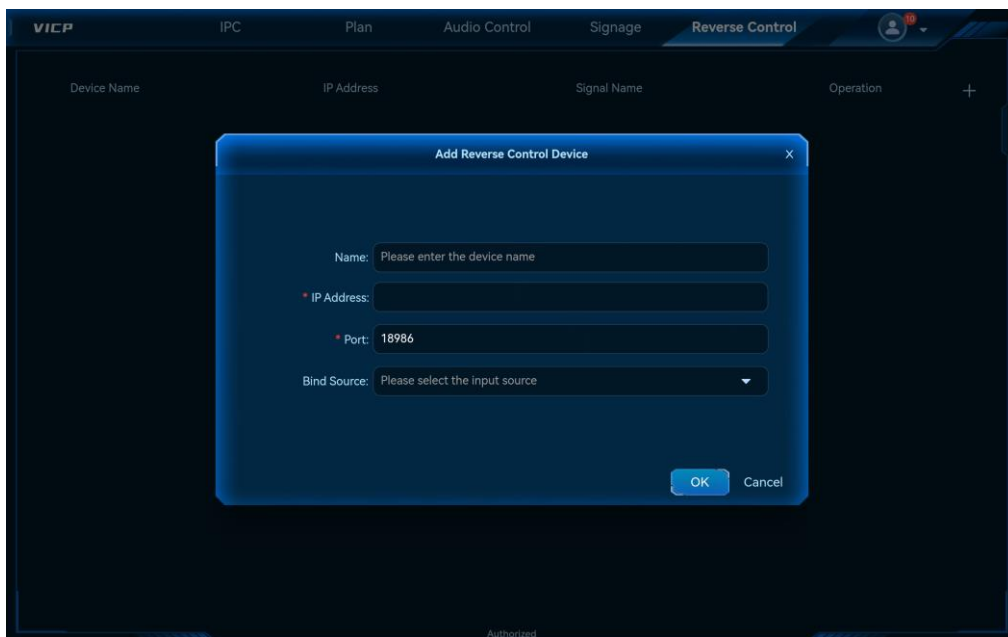 VICP IPC Plan Audio Control Signage Reverse Control 10
Device Name IP Address Signal Name Operation +
Add Reverse Control Device X
Name: Please enter the device name
* IP Address:
* Port: 18986
Bind Source: Please select the input source
OK Cancel
Authorized